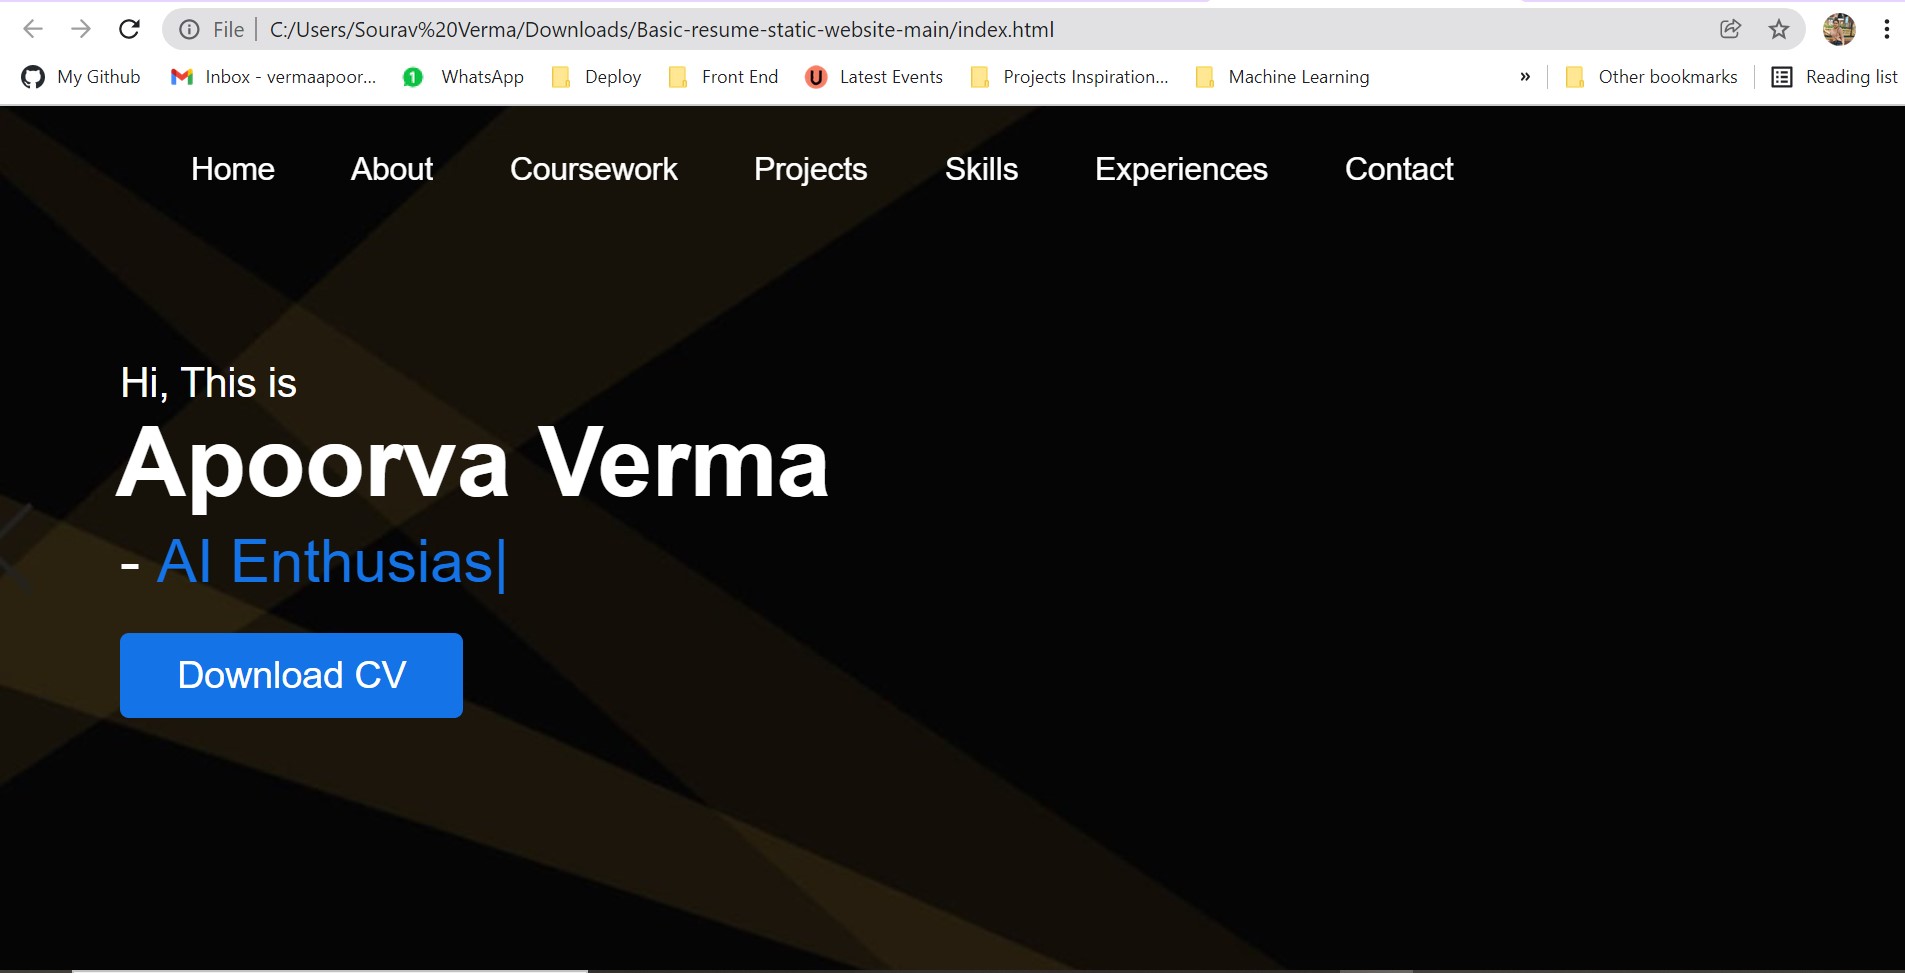 File C:/Users/Sourav%20Verma/Downloads/Basic-resume-static-website-main/index.html
My Github Inbox - vermaapoor... 1 WhatsApp Deploy Front End U Latest Events Projects Inspiration... Machine Learning » Other bookmarks Reading list
Home About Coursework Projects Skills Experiences Contact
Hi, This is
Apoorva Verma
- AI Enthusias|
Download CV